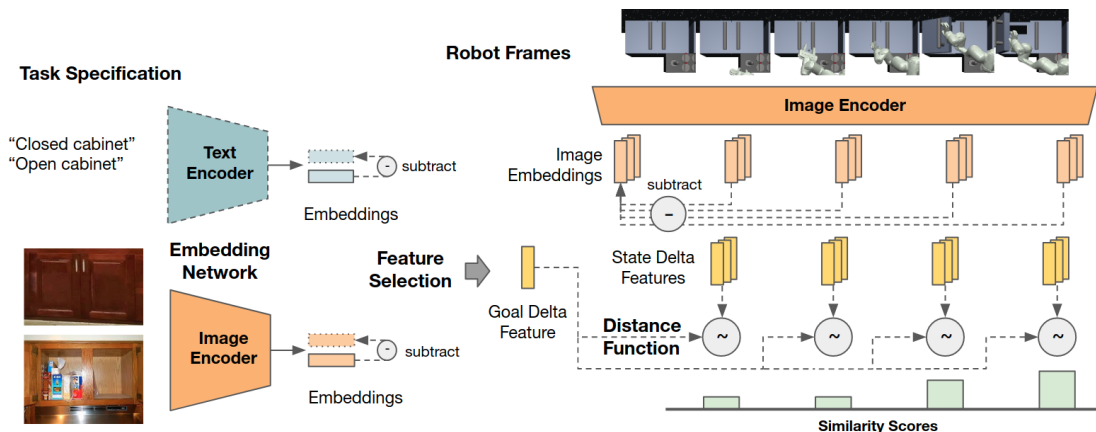 Task Specification
“Closed cabinet”
“Open cabinet”
Text
Encoder
-
subtract
Embeddings
Embedding
Network
Image
Encoder
-
subtract
Embeddings
Feature
Selection
Goal Delta
Feature
Robot Frames
Image Encoder
Image
Embeddings
subtract
–
State Delta
Features
Distance
Function
~
~
~
~
Similarity Scores